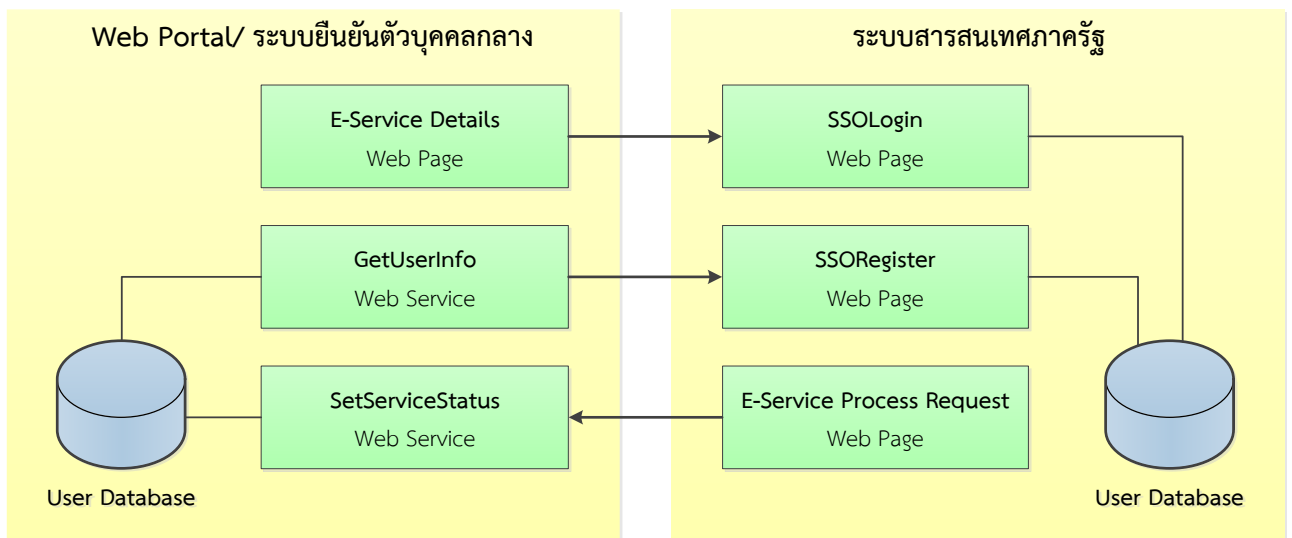 Web Portal/ ระบบยืนยันตัวบุคคลกลาง
ระบบสารสนเทศภาครัฐ
E-Service Details
Web Page
SSOLogin
Web Page
GetUserInfo
Web Service
SSORegister
Web Page
SetServiceStatus
Web Service
E-Service Process Request
Web Page
User Database
User Database